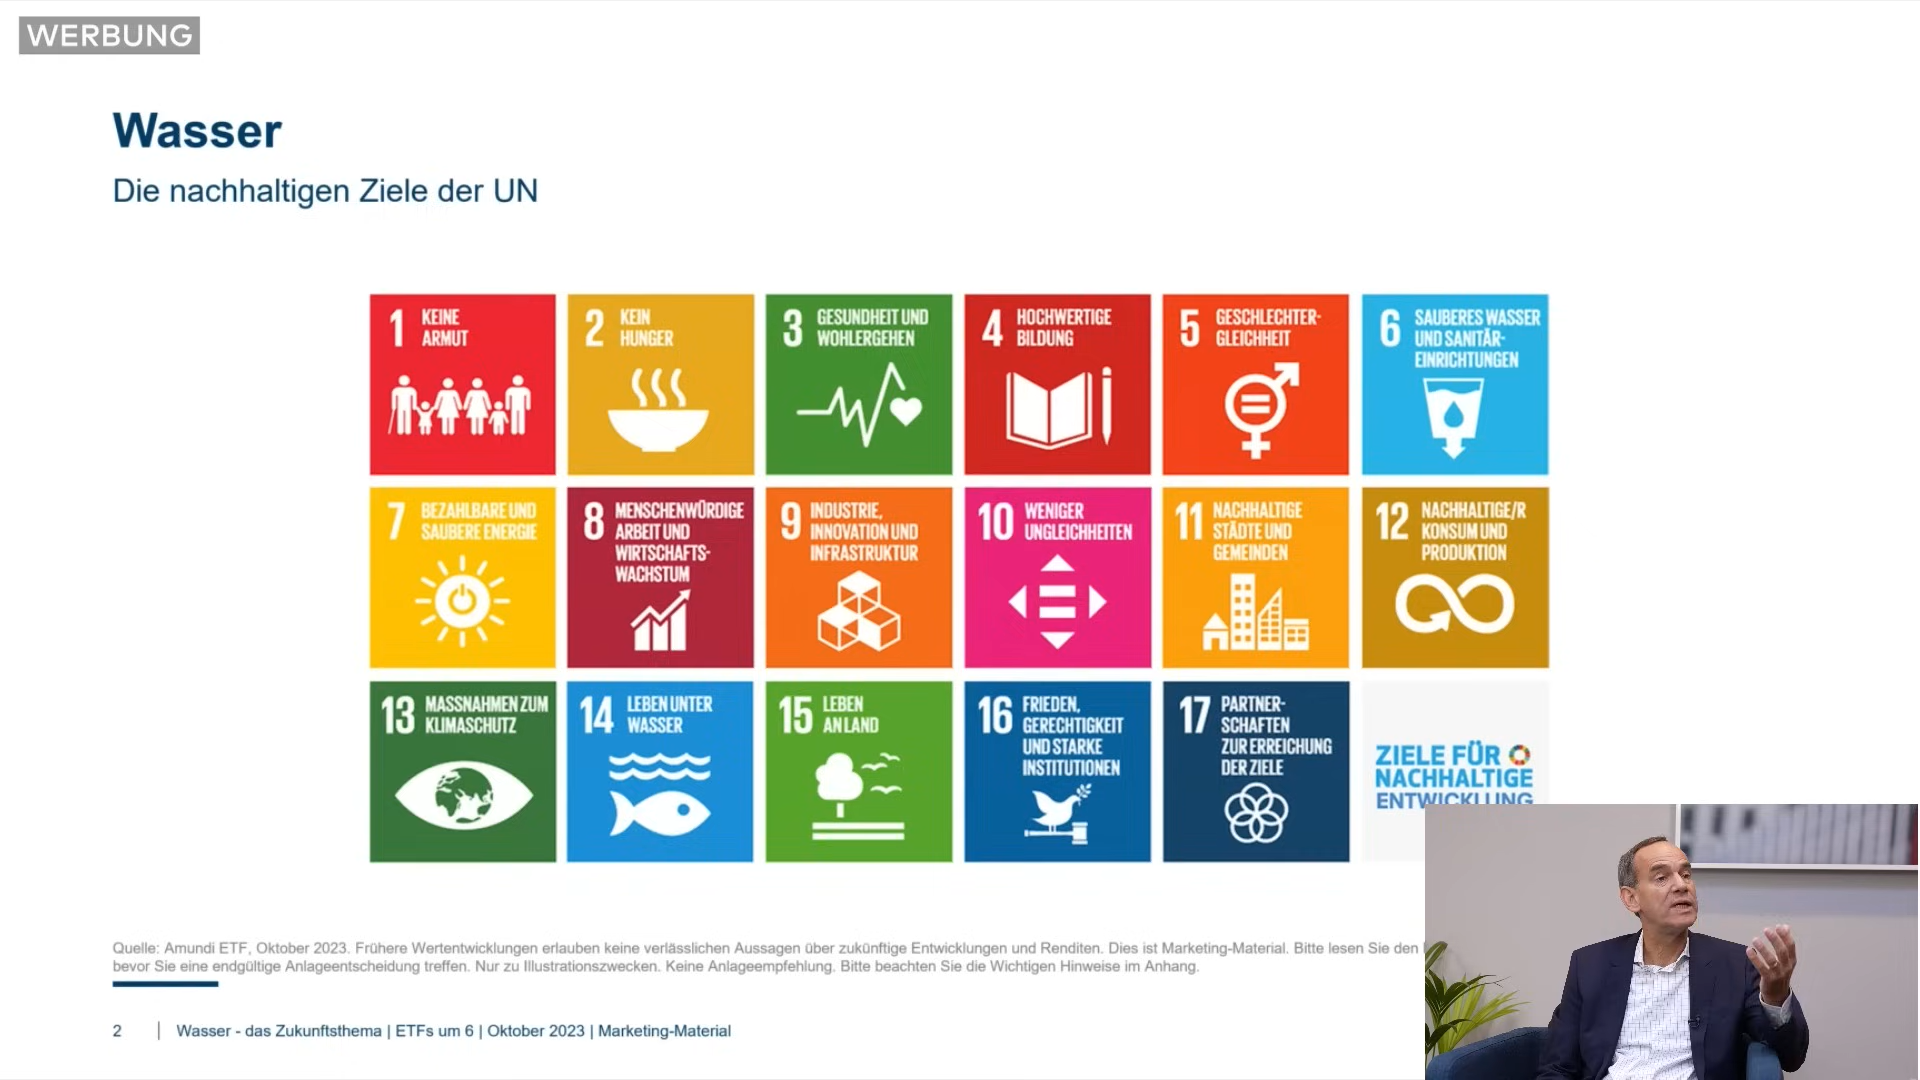 WERBUNG
Wasser
Die nachhaltigen Ziele der UN
1 KEINE
ARMUT
2 KEIN
HUNGER
3 GESUNDHEIT UND
WOHLERGEHEN
4 HOCHWERTIGE
BILDUNG
5 GESCHLECHTER-
GLEICHHEIT
6 SAUBERES WASSER
UND SANITÄR-
EINRICHTUNGEN
7 BEZAHLBARE UND
SAUBERE ENERGIE
8 MENSCHENWÜRDIGE
ARBEIT UND
WIRTSCHAFTS-
WACHSTUM
9 INDUSTRIE,
INNOVATION UND
INFRASTRUKTUR
10 WENIGER
UNGLEICHHEITEN
11 NACHHALTIGE
STÄDTE UND
GEMEINDEN
12 NACHHALTIGE/R
KONSUM UND
PRODUKTION
13 MASSNAHMEN ZUM
KLIMASCHUTZ
14 LEBEN UNTER
WASSER
15 LEBEN
AN LAND
16 FRIEDEN,
GERECHTIGKEIT
UND STARKE
INSTITUTIONEN
17 PARTNER-
SCHAFTEN
ZUR ERREICHUNG
DER ZIELE
ZIELE FÜR
NACHHALTIGE
ENTWICKLUNG
Quelle: Amundi ETF, Oktober 2023. Frühere Wertentwicklungen erlauben keine verlässlichen Aussagen über zukünftige Entwicklungen und Renditen. Dies ist Marketing-Material. Bitte lesen Sie den
bevor Sie eine endgültige Anlageentscheidung treffen. Nur zu Illustrationszwecken. Keine Anlageempfehlung. Bitte beachten Sie die Wichtigen Hinweise im Anhang.
2 | Wasser - das Zukunftsthema | ETFs um 6 | Oktober 2023 | Marketing-Material